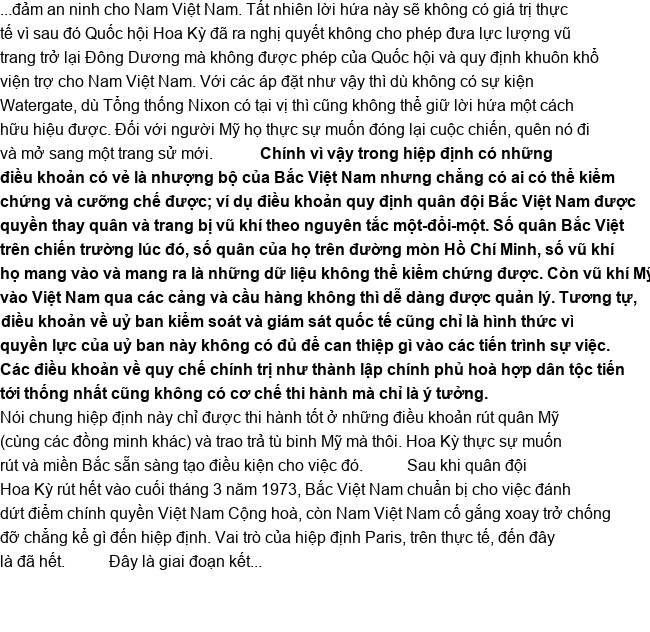 ...đảm an ninh cho Nam Việt Nam. Tất nhiên lời hứa này sẽ không có giá trị thực
tế vì sau đó Quốc hội Hoa Kỳ đã ra nghị quyết không cho phép đưa lực lượng vũ
trang trở lại Đông Dương mà không được phép của Quốc hội và quy định khuôn khổ
viện trợ cho Nam Việt Nam. Với các áp đặt như vậy thì dù không có sự kiện
Watergate, dù Tổng thống Nixon có tại vị thì cũng không thể giữ lời hứa một cách
hữu hiệu được. Đối với người Mỹ họ thực sự muốn đóng lại cuộc chiến, quên nó đi
và mở sang một trang sử mới. Chính vì vậy trong hiệp định có những
điều khoản có vẻ là nhượng bộ của Bắc Việt Nam nhưng chẳng có ai có thể kiểm
chứng và cưỡng chế được; ví dụ điều khoản quy định quân đội Bắc Việt Nam được
quyền thay quân và trang bị vũ khí theo nguyên tắc một-đổi-một. Số quân Bắc Việt
trên chiến trường lúc đó, số quân của họ trên đường mòn Hồ Chí Minh, số vũ khí
họ mang vào và mang ra là những dữ liệu không thể kiểm chứng được. Còn vũ khí Mỹ
vào Việt Nam qua các cảng và cầu hàng không thì dễ dàng được quản lý. Tương tự,
điều khoản về uỷ ban kiểm soát và giám sát quốc tế cũng chỉ là hình thức vì
quyền lực của uỷ ban này không có đủ để can thiệp gì vào các tiến trình sự việc.
Các điều khoản về quy chế chính trị như thành lập chính phủ hoà hợp dân tộc tiến
tới thống nhất cũng không có cơ chế thi hành mà chỉ là ý tưởng.
Nói chung hiệp định này chỉ được thi hành tốt ở những điều khoản rút quân Mỹ
(cùng các đồng minh khác) và trao trả tù binh Mỹ mà thôi. Hoa Kỳ thực sự muốn
rút và miền Bắc sẵn sàng tạo điều kiện cho việc đó. Sau khi quân đội
Hoa Kỳ rút hết vào cuối tháng 3 năm 1973, Bắc Việt Nam chuẩn bị cho việc đánh
dứt điểm chính quyền Việt Nam Cộng hoà, còn Nam Việt Nam cố gắng xoay trở chống
đỡ chẳng kể gì đến hiệp định. Vai trò của hiệp định Paris, trên thực tế, đến đây
là đã hết. Đây là giai đoạn kết...